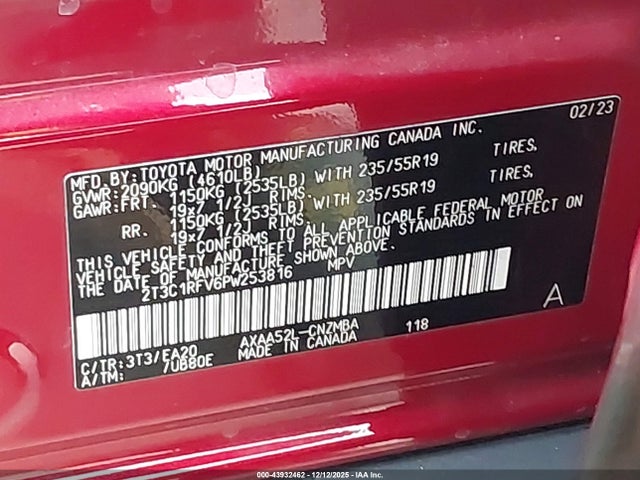 02/23
MFD.BY:TOYOTA MOTOR MANUFACTURING CANADA INC.
GVWR:2090KG (4610LB)
GAWR:FRT. 1150KG (2535LB) WITH 235/55R19 TIRES,
19x7 1/2J RIMS,
RR. 1150KG (2535LB) WITH 235/55R19 TIRES,
19x7 1/2J RIMS,
THIS VEHICLE CONFORMS TO ALL APPLICABLE FEDERAL MOTOR
VEHICLE SAFETY AND THEFT PREVENTION STANDARDS IN EFFECT ON
THE DATE OF MANUFACTURE SHOWN ABOVE.
2T3C1RFV6PW253816 MPV
A
C/TR:3T3/EA20 AXAA52L-CNZMBA 118
A/TM: /UB80E MADE IN CANADA
000-43932462 - 12/12/2025 - IAA Inc.